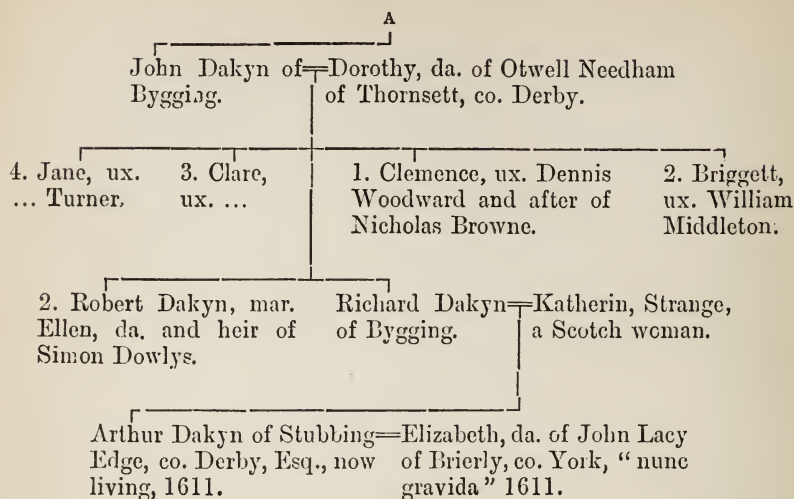 A
John Dakyn of Dorothy, da. of Otwell Needham
Bygging. of Thornsett, co. Derby.
4. Jane, ux. 3. Clare, 1. Clemence, ux. Dennis 2. Briggett,
... Turner. ux. ... Woodward and after of ux. William
Nicholas Browne. Middleton.
2. Robert Dakyn, mar. Richard Dakyn Katherin, Strange,
Ellen, da. and heir of of Bygging. a Scotch woman.
Simon Dowlys.
Arthur Dakyn of Stubbing Elizabeth, da. of John Lacy
Edge, co. Derby, Esq., now of Brierly, co. York, "nunc
living, 1611. gravida" 1611.